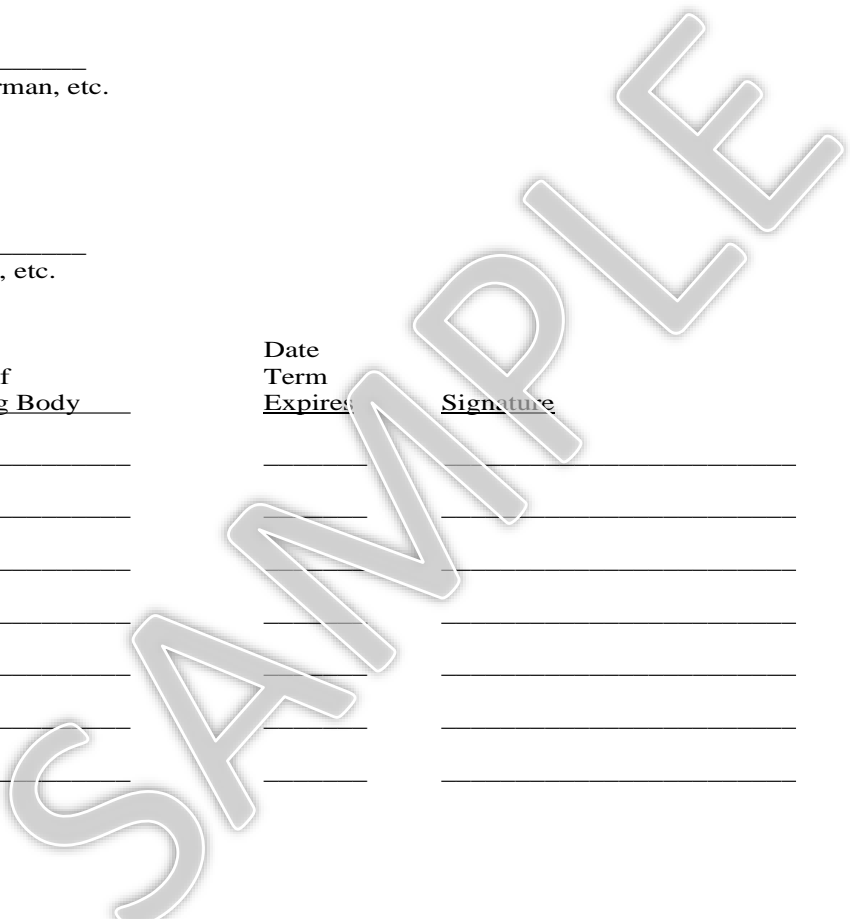 rman, etc.
, etc.
Date
f Term
g Body Expires Signature
SAMPLE